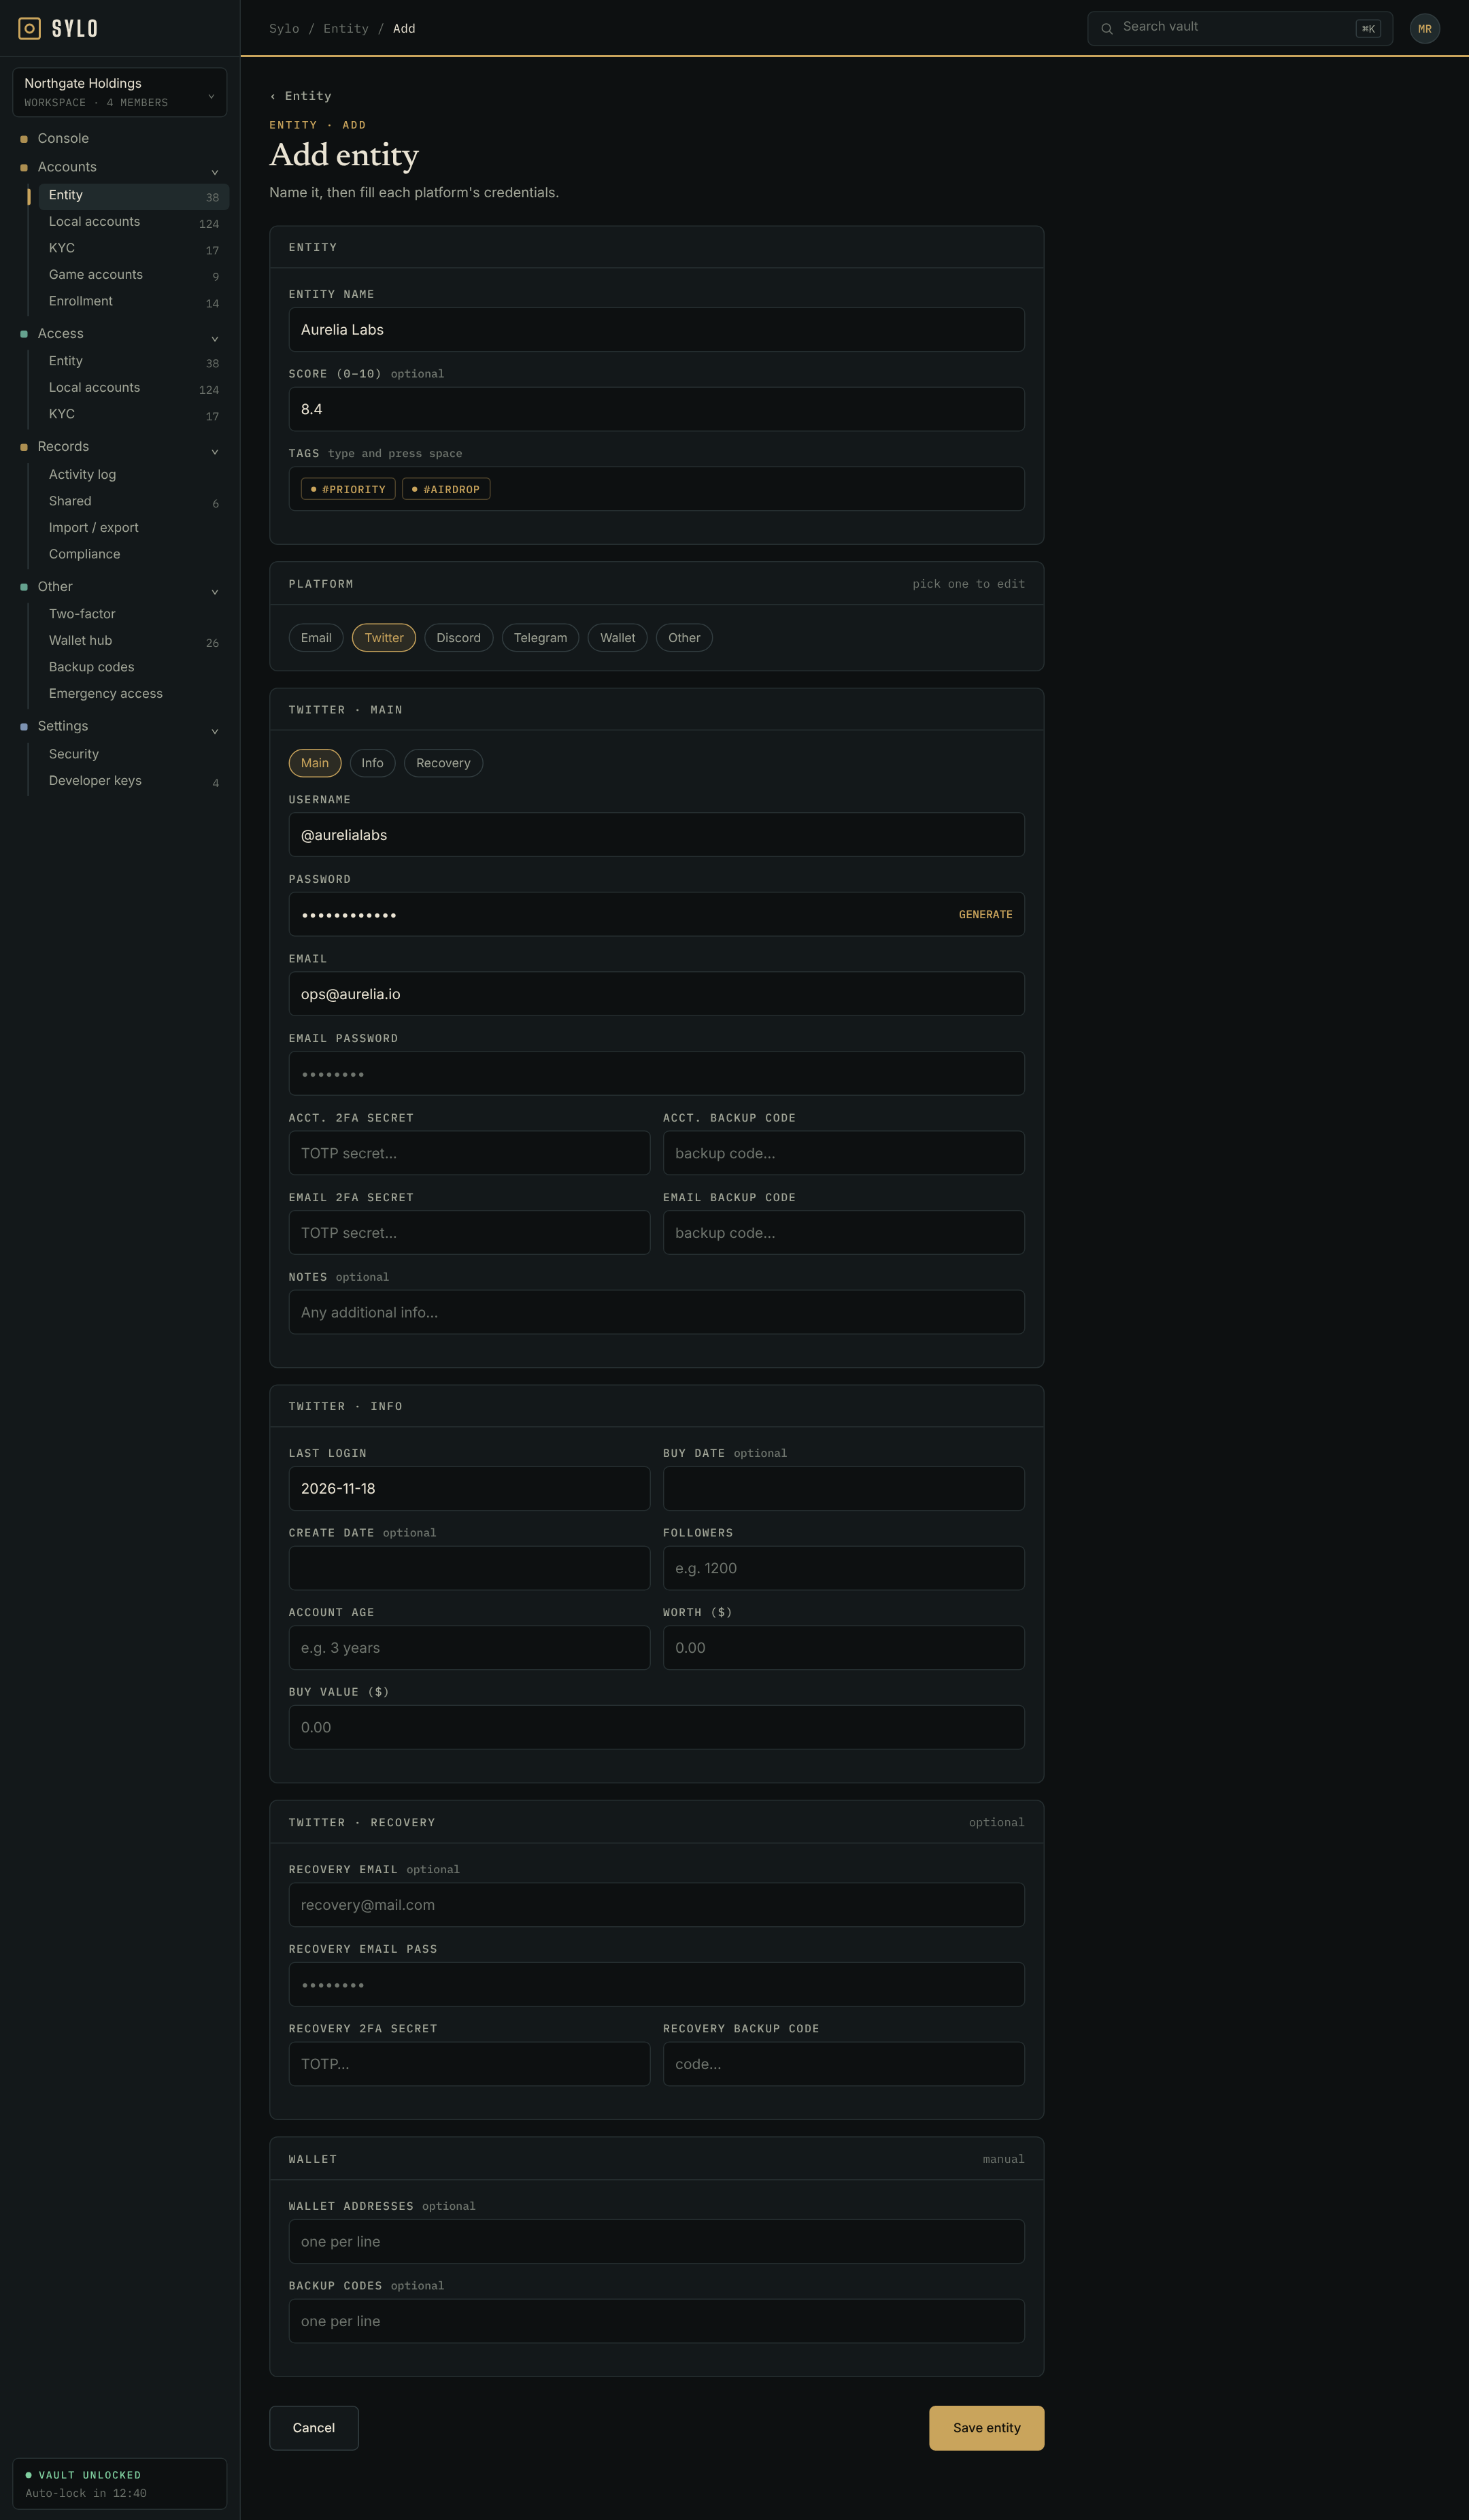 SYLO
Northgate Holdings
WORKSPACE · 4 MEMBERS
Console
Accounts
Entity 38
Local accounts 124
KYC 17
Game accounts 9
Enrollment 14
Access
Entity 38
Local accounts 124
KYC 17
Records
Activity log
Shared 6
Import / export
Compliance
Other
Two-factor
Wallet hub 26
Backup codes
Emergency access
Settings
Security
Developer keys 4
VAULT UNLOCKED
Auto-lock in 12:40
Sylo / Entity / Add
Search vault ⌘K
MR
‹ Entity
ENTITY · ADD
Add entity
Name it, then fill each platform's credentials.
ENTITY
ENTITY NAME
Aurelia Labs
SCORE (0–10) optional
8.4
TAGS type and press space
#PRIORITY #AIRDROP
PLATFORM pick one to edit
Email Twitter Discord Telegram Wallet Other
TWITTER · MAIN
Main Info Recovery
USERNAME
@aurelialabs
PASSWORD
•••••••••••• GENERATE
EMAIL
ops@aurelia.io
EMAIL PASSWORD
••••••••
ACCT. 2FA SECRET ACCT. BACKUP CODE
TOTP secret... backup code...
EMAIL 2FA SECRET EMAIL BACKUP CODE
TOTP secret... backup code...
NOTES optional
Any additional info...
TWITTER · INFO
LAST LOGIN BUY DATE optional
2026-11-18
CREATE DATE optional FOLLOWERS
e.g. 1200
ACCOUNT AGE WORTH ($)
e.g. 3 years 0.00
BUY VALUE ($)
0.00
TWITTER · RECOVERY optional
RECOVERY EMAIL optional
recovery@mail.com
RECOVERY EMAIL PASS
••••••••
RECOVERY 2FA SECRET RECOVERY BACKUP CODE
TOTP... code...
WALLET manual
WALLET ADDRESSES optional
one per line
BACKUP CODES optional
one per line
Cancel Save entity